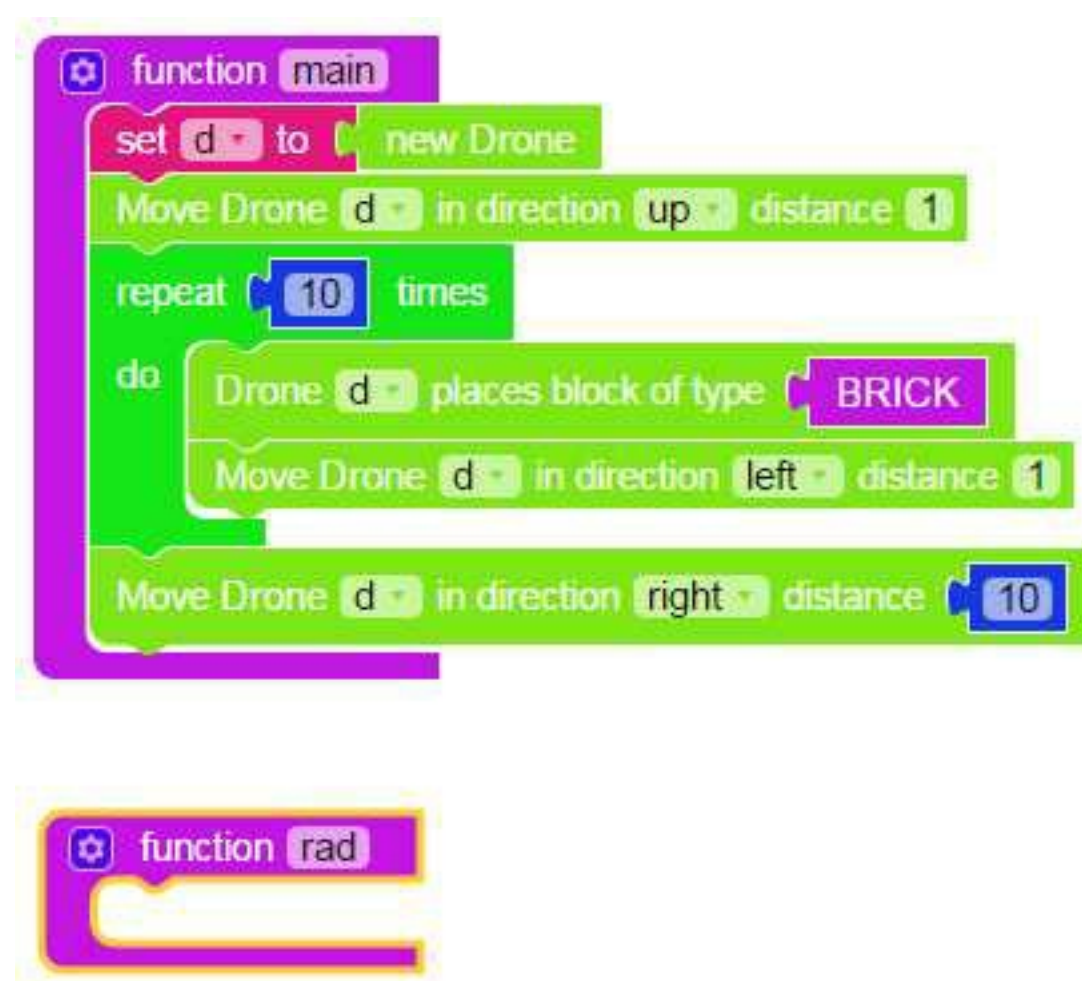 function main
set d to new Drone
Move Drone d in direction up distance 1
repeat 10 times
do Drone d places block of type BRICK
Move Drone d in direction left distance 1
Move Drone d in direction right distance 10
function rad